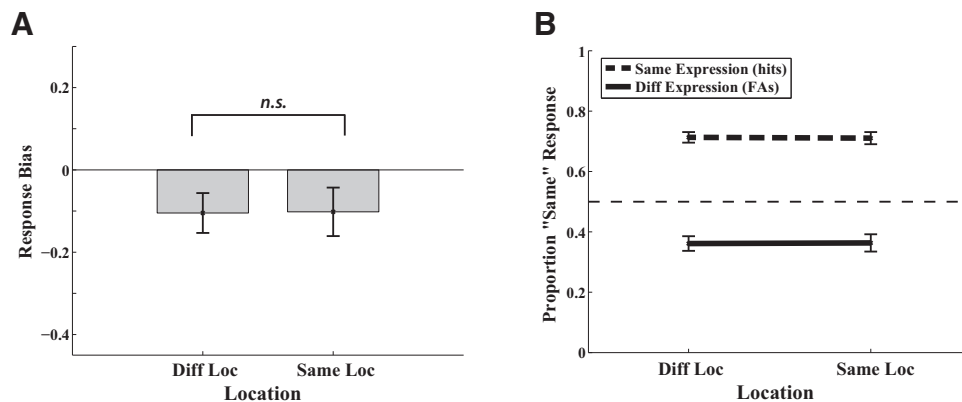 A
Response Bias
0.2
0
−0.2
−0.4
n.s.
Diff Loc
Same Loc
Location
B
Proportion "Same" Response
1
0.8
0.6
0.4
0.2
0
Same Expression (hits)
Diff Expression (FAs)
Diff Loc
Same Loc
Location